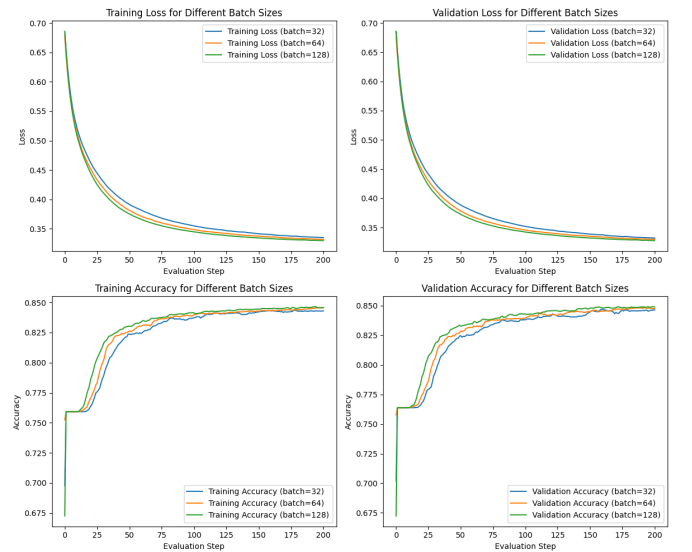 Training Loss for Different Batch Sizes
Training Loss (batch=32)
Training Loss (batch=64)
Training Loss (batch=128)
0.70
0.65
0.60
0.55
0.50
0.45
0.40
0.35
Loss
0 25 50 75 100 125 150 175 200
Evaluation Step
Validation Loss for Different Batch Sizes
Validation Loss (batch=32)
Validation Loss (batch=64)
Validation Loss (batch=128)
0.70
0.65
0.60
0.55
0.50
0.45
0.40
0.35
Loss
0 25 50 75 100 125 150 175 200
Evaluation Step
Training Accuracy for Different Batch Sizes
0.850
0.825
0.800
0.775
0.750
0.725
0.700
0.675
Accuracy
Training Accuracy (batch=32)
Training Accuracy (batch=64)
Training Accuracy (batch=128)
0 25 50 75 100 125 150 175 200
Evaluation Step
Validation Accuracy for Different Batch Sizes
0.850
0.825
0.800
0.775
0.750
0.725
0.700
0.675
Accuracy
Validation Accuracy (batch=32)
Validation Accuracy (batch=64)
Validation Accuracy (batch=128)
0 25 50 75 100 125 150 175 200
Evaluation Step